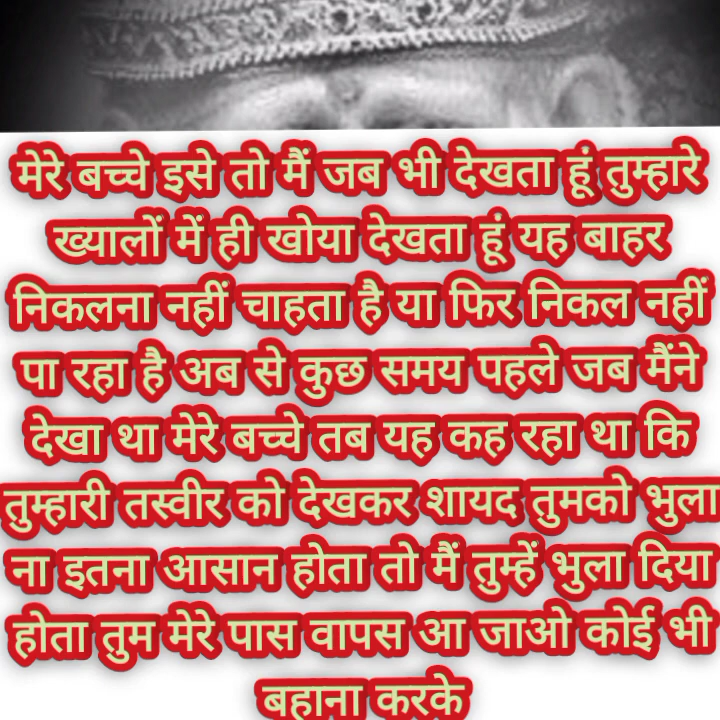 मेरे बच्चे इसे तो मैं जब भी देखता हूं तुम्हारे
ख्यालों में ही खोया देखता हूं यह बाहर
निकलना नहीं चाहता है या फिर निकल नहीं
पा रहा है अब से कुछ समय पहले जब मैंने
देखा था मेरे बच्चे तब यह कह रहा था कि
तुम्हारी तस्वीर को देखकर शायद तुमको भुला
ना इतना आसान होता तो मैं तुम्हें भुला दिया
होता तुम मेरे पास वापस आ जाओ कोई भी
बहाना करके